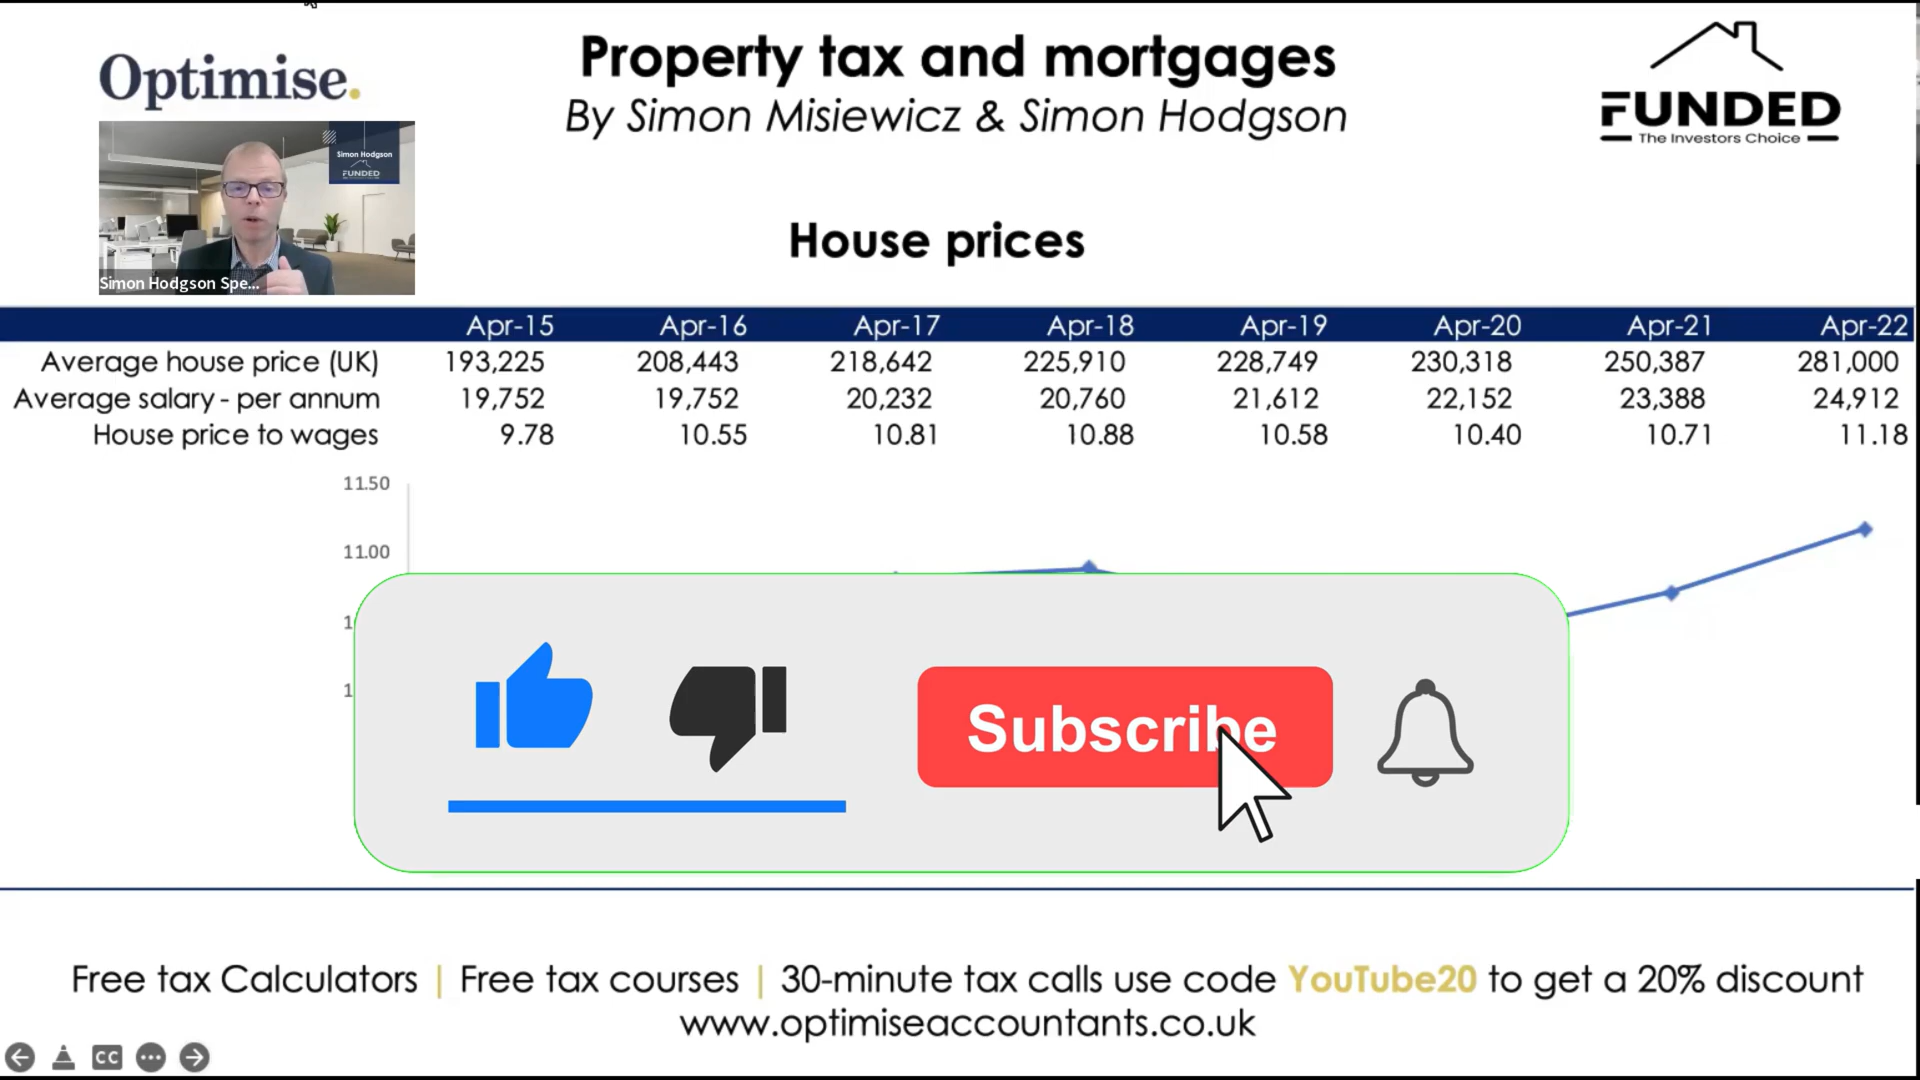 Optimise.
Property tax and mortgages
By Simon Misiewicz & Simon Hodgson
FUNDED
The Investors Choice
Simon Hodgson
FUNDED
Simon Hodgson Spe...
House prices
Apr-15 Apr-16 Apr-17 Apr-18 Apr-19 Apr-20 Apr-21 Apr-22
Average house price (UK) 193,225 208,443 218,642 225,910 228,749 230,318 250,387 281,000
Average salary - per annum 19,752 19,752 20,232 20,760 21,612 22,152 23,388 24,912
House price to wages 9.78 10.55 10.81 10.88 10.58 10.40 10.71 11.18
11.50
11.00
Subscribe
Free tax Calculators | Free tax courses | 30-minute tax calls use code YouTube20 to get a 20% discount
www.optimiseaccountants.co.uk
CC